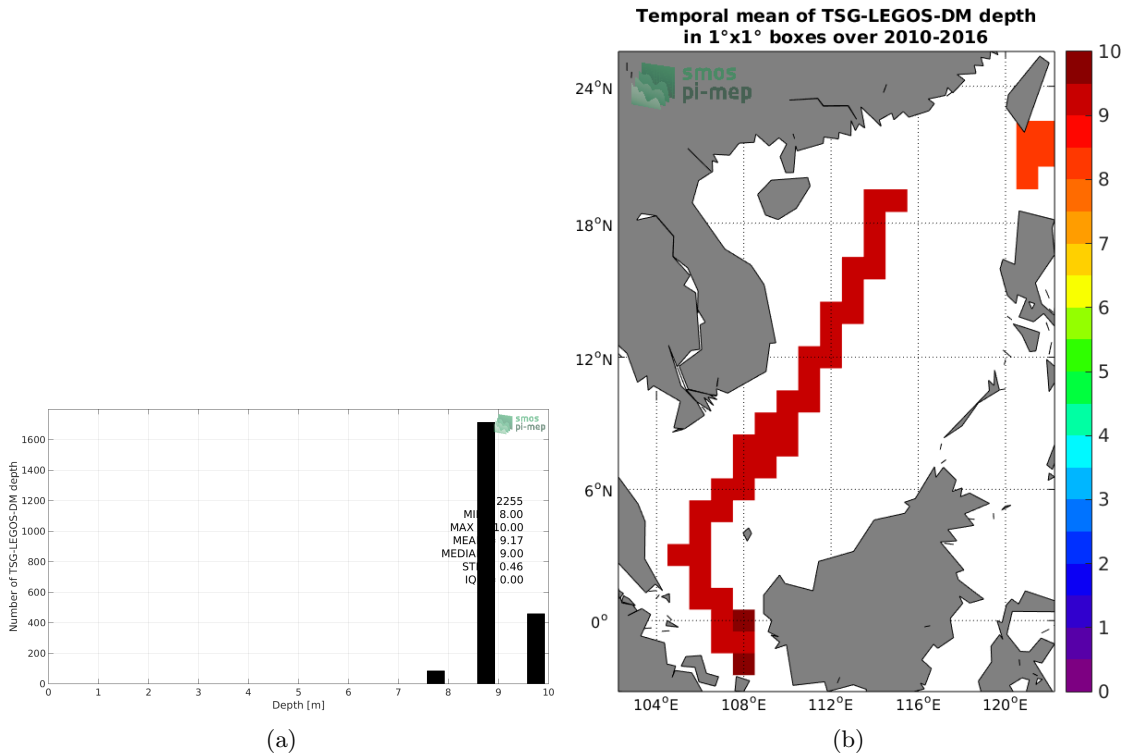 Temporal mean of TSG-LEGOS-DM depth
in 1°x1° boxes over 2010-2016
smos
pi-mep
24°N
18°N
12°N
6°N
0°
104°E
108°E
112°E
116°E
120°E
10
9
8
7
6
5
4
3
2
1
0
smos
pi-mep
Number of TSG-LEGOS-DM depth
1600
1400
1200
1000
800
600
400
200
0
2255
8.00
MAX 10.00
9.17
MEDIAN 9.00
0.46
0.00
0
1
2
3
4
5
6
7
8
9
10
Depth [m]
(a)
(b)